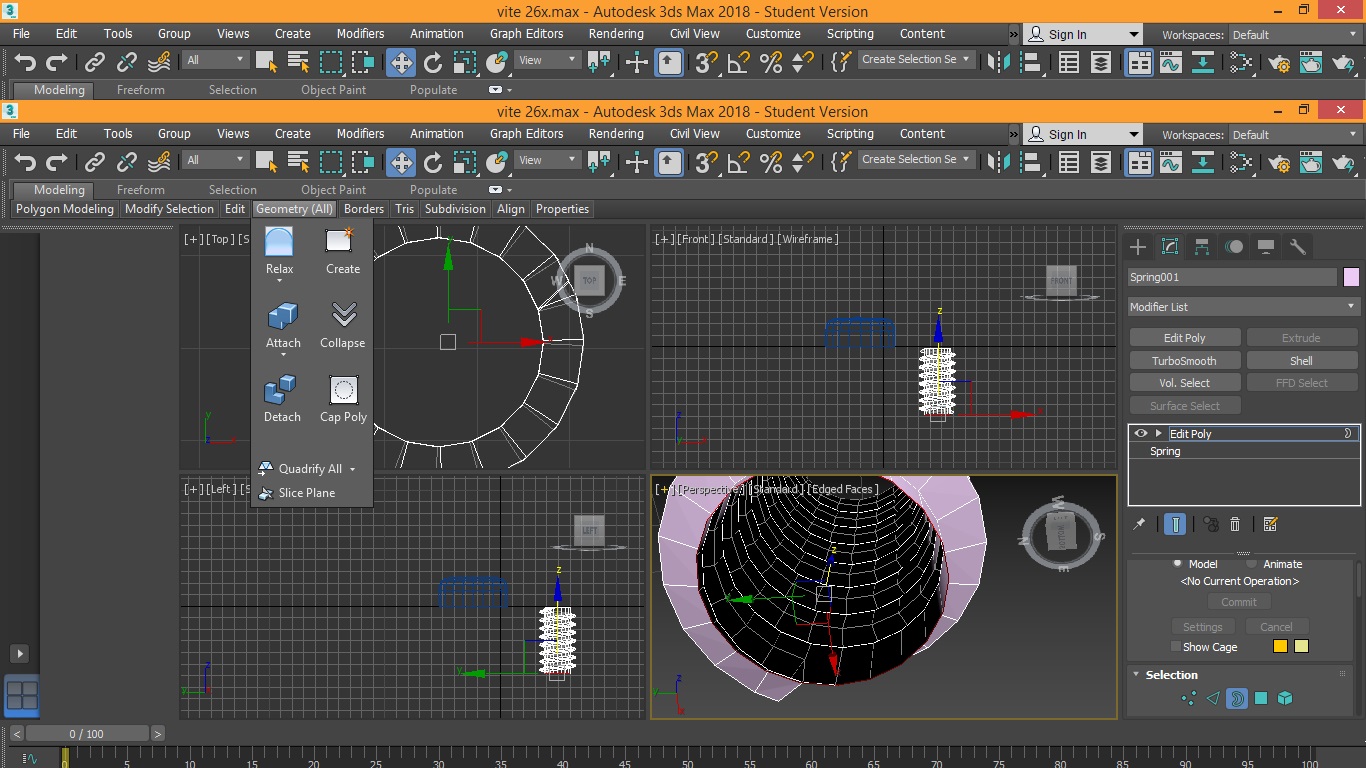 vite 26x.max - Autodesk 3ds Max 2018 - Student Version
File Edit Tools Group Views Create Modifiers Animation Graph Editors Rendering Civil View Customize Scripting Content » Sign In Workspaces: Default
All View Create Selection Se
Modeling Freeform Selection Object Paint Populate
vite 26x.max - Autodesk 3ds Max 2018 - Student Version
File Edit Tools Group Views Create Modifiers Animation Graph Editors Rendering Civil View Customize Scripting Content » Sign In Workspaces: Default
All View Create Selection Se
Modeling Freeform Selection Object Paint Populate
Polygon Modeling Modify Selection Edit Geometry (All) Borders Tris Subdivision Align Properties
[+] [Top] [S
[+] [Front] [Standard] [Wireframe]
N
W TOP E
S
FRONT
Relax Create
Attach Collapse
Detach Cap Poly
Quadrify All
Slice Plane
y
x
z
x
y
z
[+] [Left] [S
[+] [Perspective] [Standard] [Edged Faces]
LEFT
W
N BOTTOM S
E
z
y
z
y
z
y
z
y
x
Spring001
Modifier List
Edit Poly Extrude
TurboSmooth Shell
Vol. Select FFD Select
Surface Select
Edit Poly
Spring
Model Animate
<No Current Operation>
Commit
Settings Cancel
Show Cage
Selection
< 0 / 100 >
0 5 10 15 20 25 30 35 40 45 50 55 60 65 70 75 80 85 90 95 100